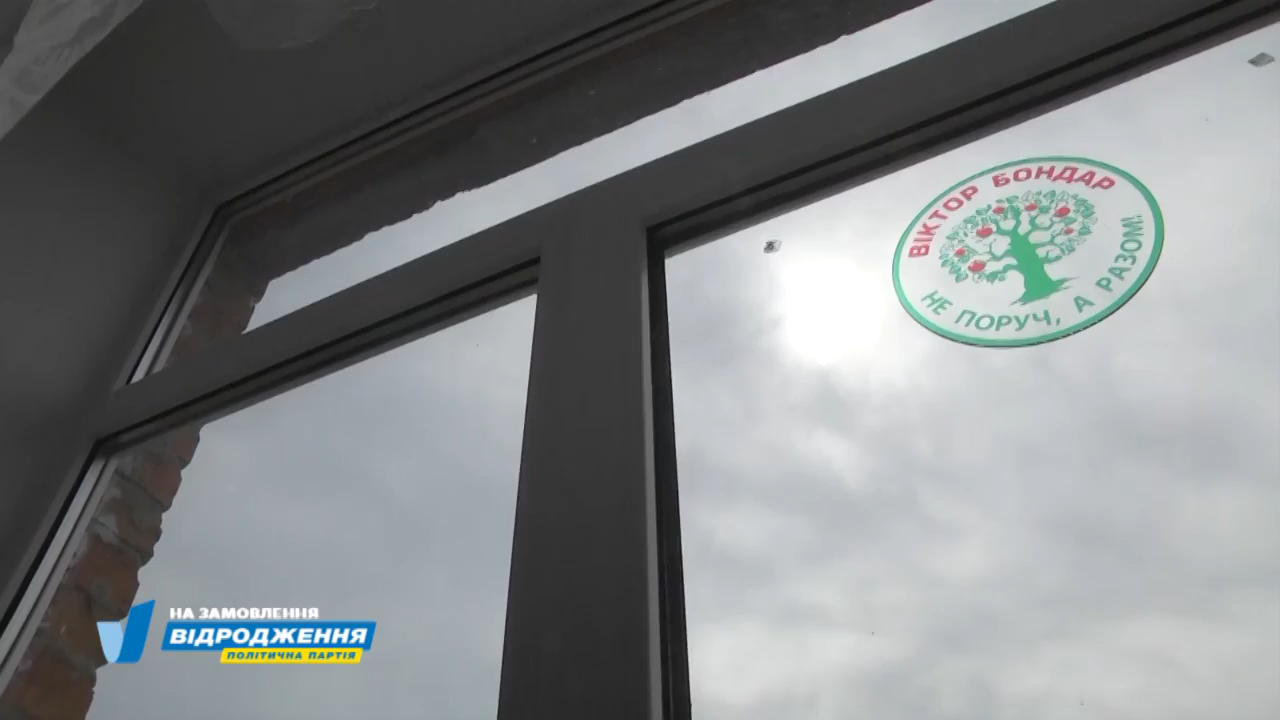 ВІКТОР БОНДАР
НЕ ПОРУЧ, А РАЗОМ!
НА ЗАМОВЛЕННЯ
ВІДРОДЖЕННЯ
ПОЛІТИЧНА ПАРТІЯ